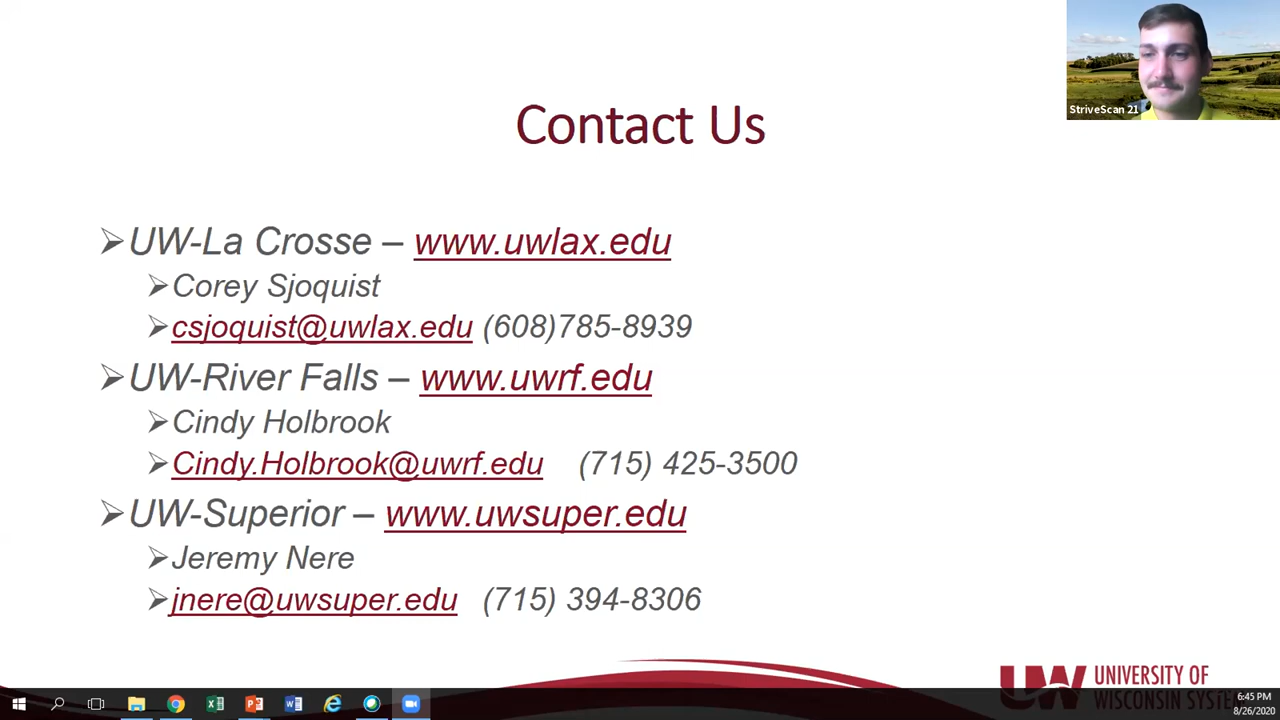 StriveScan 21
Contact Us
UW-La Crosse – www.uwlax.edu
Corey Sjoquist
csjoquist@uwlax.edu (608)785-8939
UW-River Falls – www.uwrf.edu
Cindy Holbrook
Cindy.Holbrook@uwrf.edu (715) 425-3500
UW-Superior – www.uwsuper.edu
Jeremy Nere
jnere@uwsuper.edu (715) 394-8306
UW UNIVERSITY OF
WISCONSIN SYSTEM
6:45 PM
8/26/2020